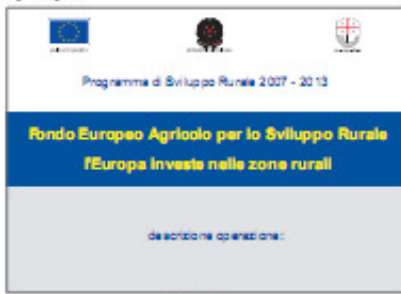 Programma di Sviluppo Rurale 2007 - 2013
Fondo Europeo Agricolo per lo Sviluppo Rurale
l'Europa investe nelle zone rurali
descrizione operazione: